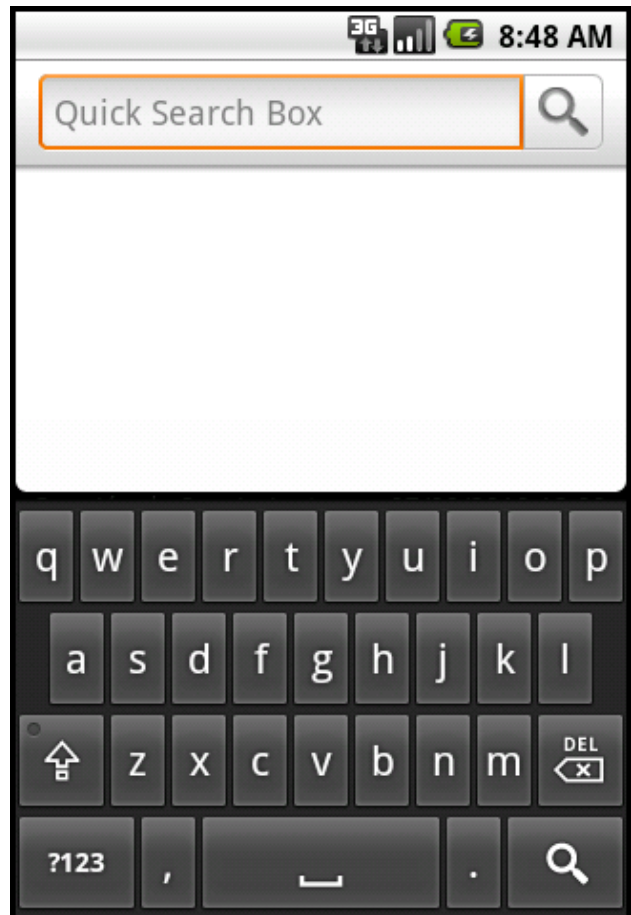 3G 8:48 AM
Quick Search Box
q w e r t y u i o p
a s d f g h j k l
z x c v b n m DEL
?123 , .